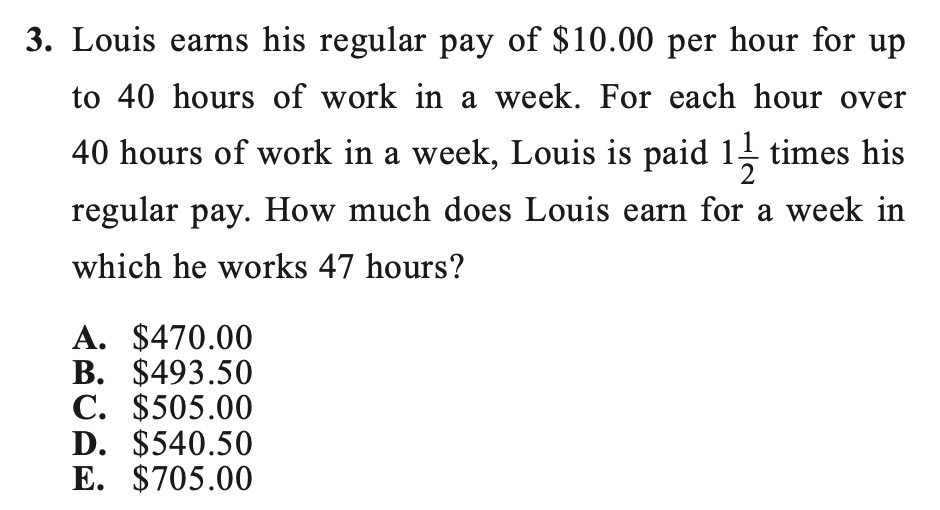 3. Louis earns his regular pay of $10.00 per hour for up
to 40 hours of work in a week. For each hour over
40 hours of work in a week, Louis is paid 1 1/2 times his
regular pay. How much does Louis earn for a week in
which he works 47 hours?
A. $470.00
B. $493.50
C. $505.00
D. $540.50
E. $705.00